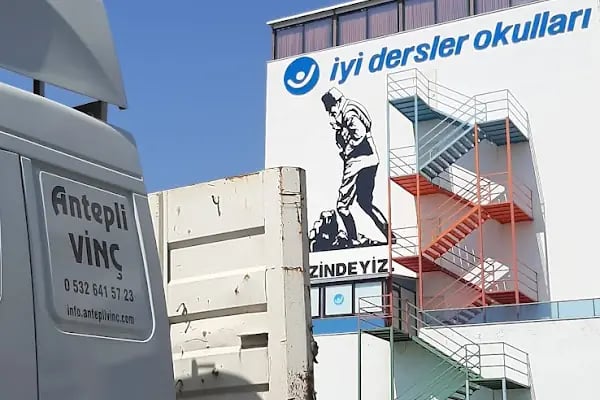 iyi dersler okulları
ZİNDEYİZ
Antepli
VİNÇ
0 532 641 57 23
info.anteplivinc.com